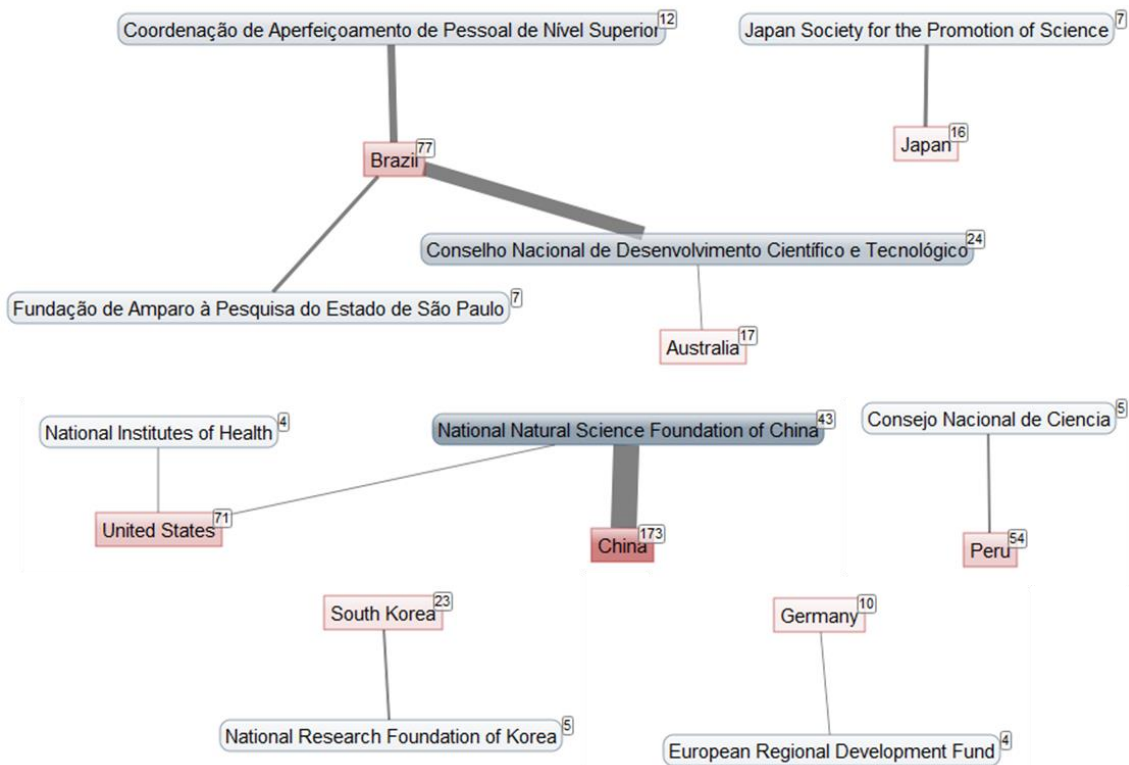 Coordenação de Aperfeiçoamento de Pessoal de Nível Superior 12
Japan Society for the Promotion of Science 7
Brazil 77
Japan 16
Conselho Nacional de Desenvolvimento Científico e Tecnológico 24
Fundação de Amparo à Pesquisa do Estado de São Paulo 7
Australia 17
National Institutes of Health 4
National Natural Science Foundation of China 43
Consejo Nacional de Ciencia 5
United States 71
China 173
Peru 54
South Korea 23
Germany 10
National Research Foundation of Korea 5
European Regional Development Fund 4